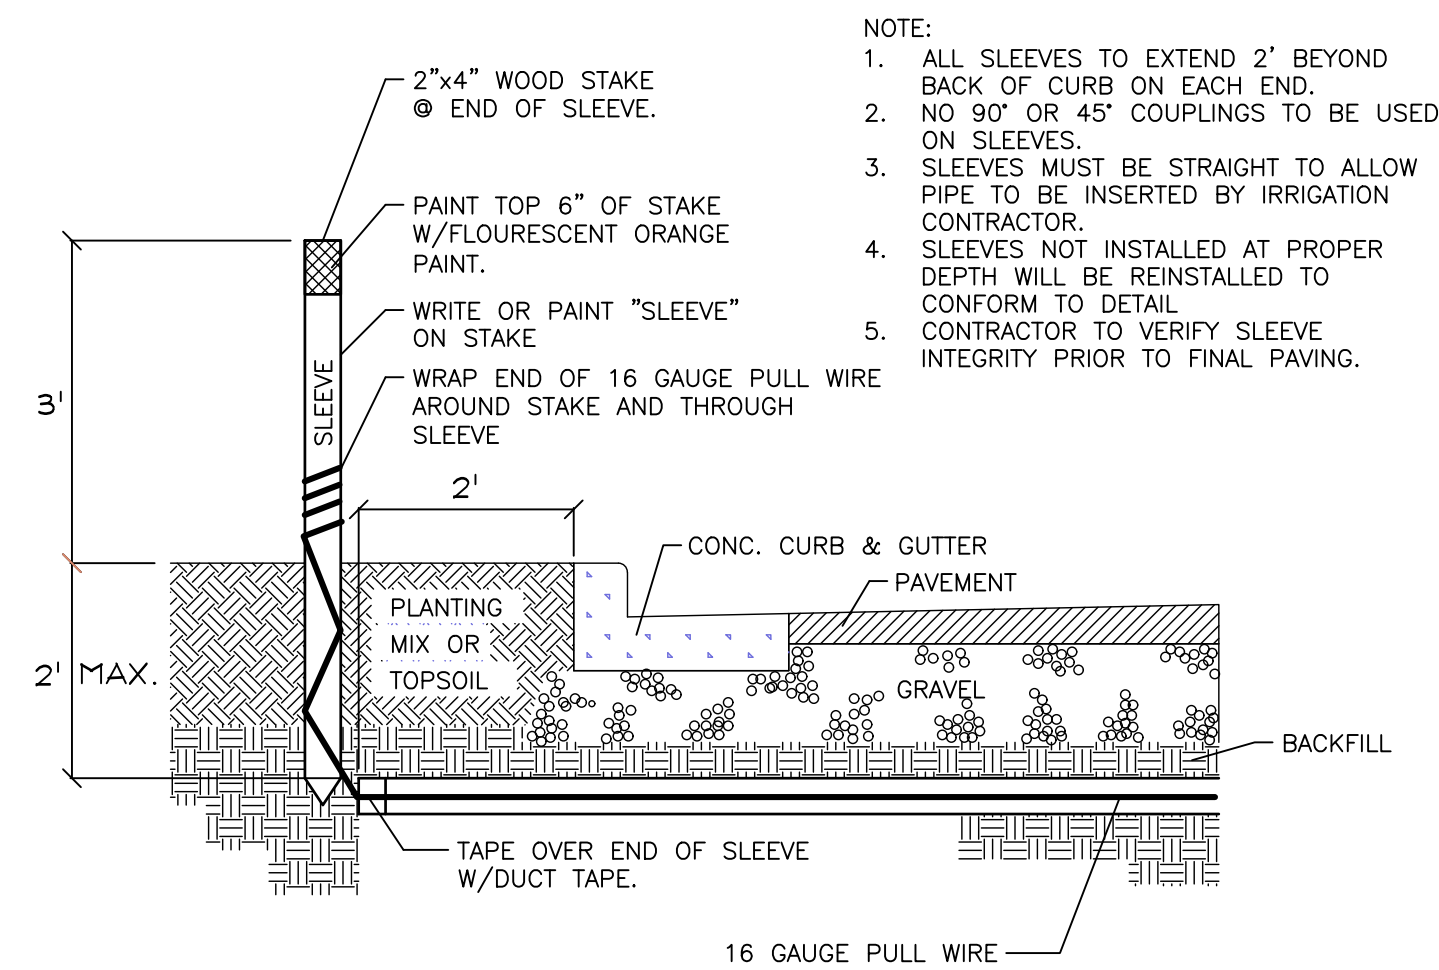 NOTE:
1. ALL SLEEVES TO EXTEND 2' BEYOND
BACK OF CURB ON EACH END.
2. NO 90° OR 45° COUPLINGS TO BE USED
ON SLEEVES.
3. SLEEVES MUST BE STRAIGHT TO ALLOW
PIPE TO BE INSERTED BY IRRIGATION
CONTRACTOR.
4. SLEEVES NOT INSTALLED AT PROPER
DEPTH WILL BE REINSTALLED TO
CONFORM TO DETAIL
5. CONTRACTOR TO VERIFY SLEEVE
INTEGRITY PRIOR TO FINAL PAVING.
2"x4" WOOD STAKE
@ END OF SLEEVE.
PAINT TOP 6" OF STAKE
W/FLOURESCENT ORANGE
PAINT.
WRITE OR PAINT "SLEEVE"
ON STAKE
WRAP END OF 16 GAUGE PULL WIRE
AROUND STAKE AND THROUGH
SLEEVE
3'
SLEEVE
2'
CONC. CURB & GUTTER
PAVEMENT
PLANTING
MIX OR
TOPSOIL
2' MAX.
GRAVEL
BACKFILL
TAPE OVER END OF SLEEVE
W/DUCT TAPE.
16 GAUGE PULL WIRE